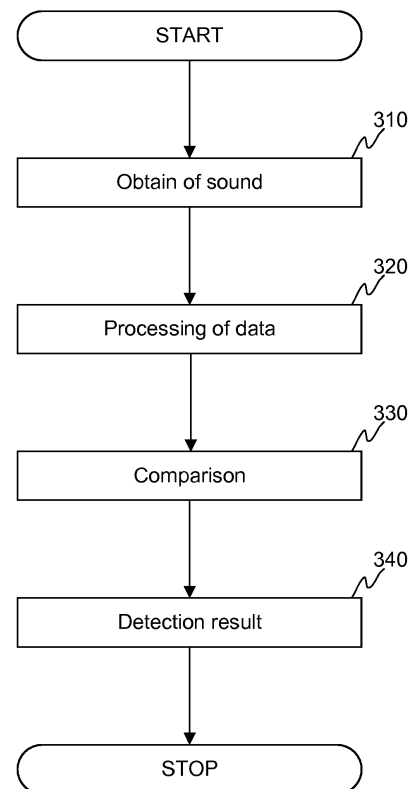 START
310
Obtain of sound
320
Processing of data
330
Comparison
340
Detection result
STOP